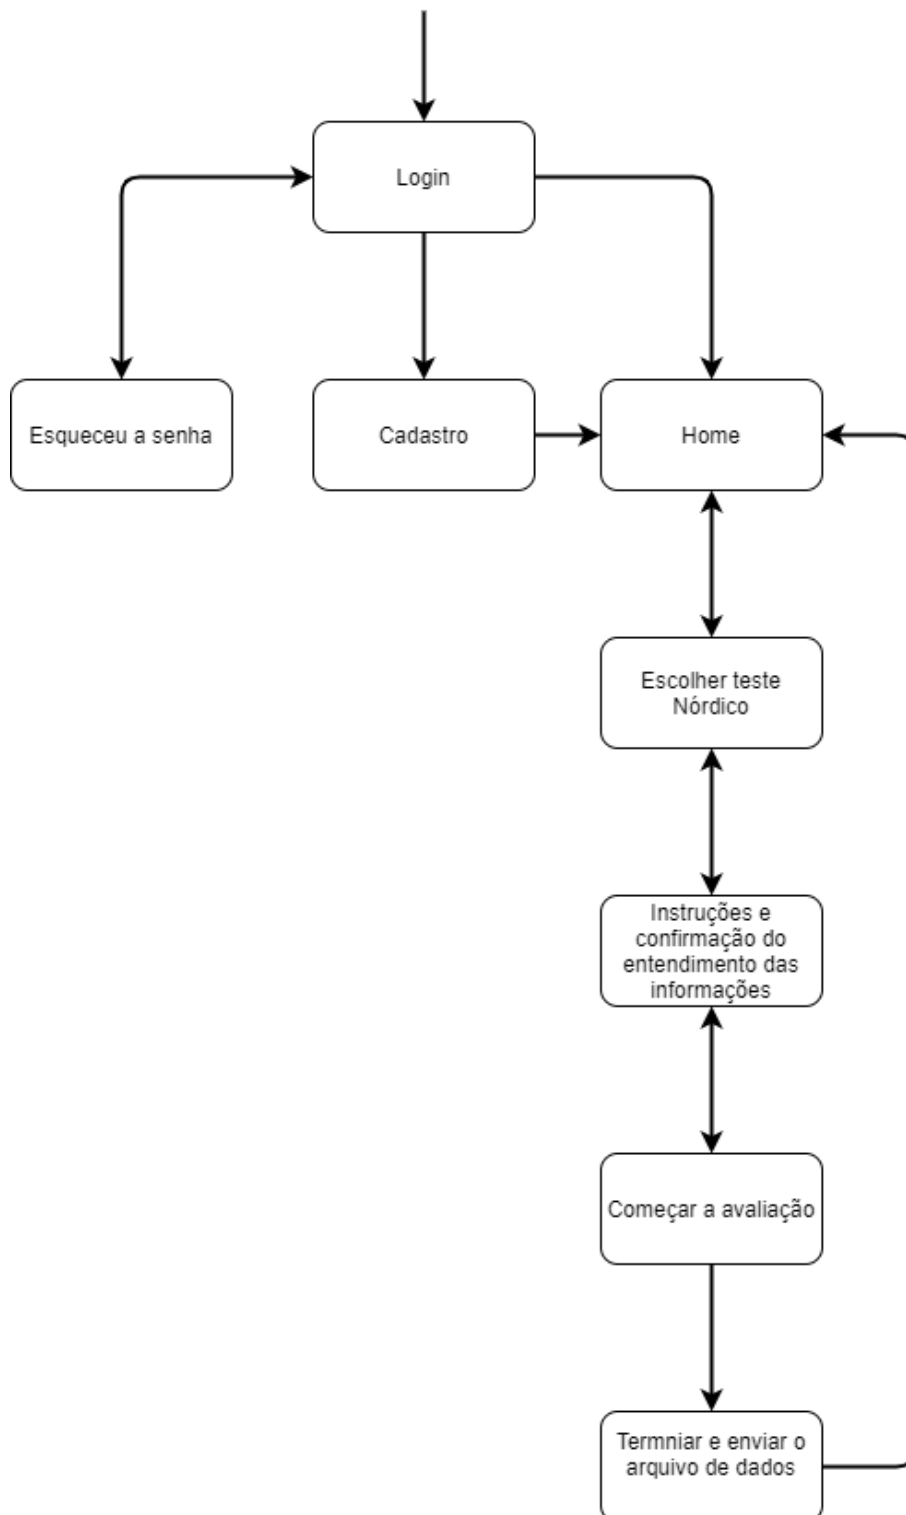 Login
Esqueceu a senha
Cadastro
Home
Escolher teste
Nórdico
Instruções e
confirmação do
entendimento das
informações
Começar a avaliação
Termniar e enviar o
arquivo de dados